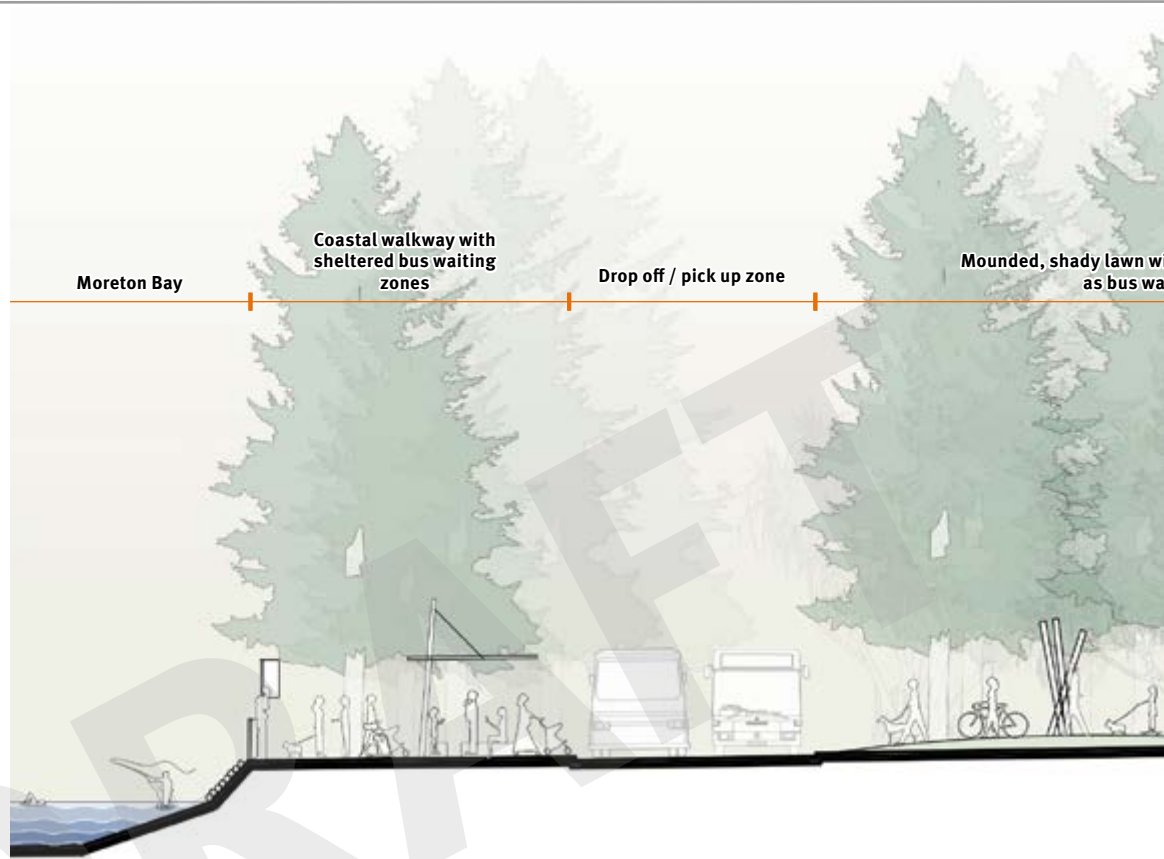 Moreton Bay
Coastal walkway with
sheltered bus waiting
zones
Drop off / pick up zone
Mounded, shady lawn wi
as bus wa
DRAFT